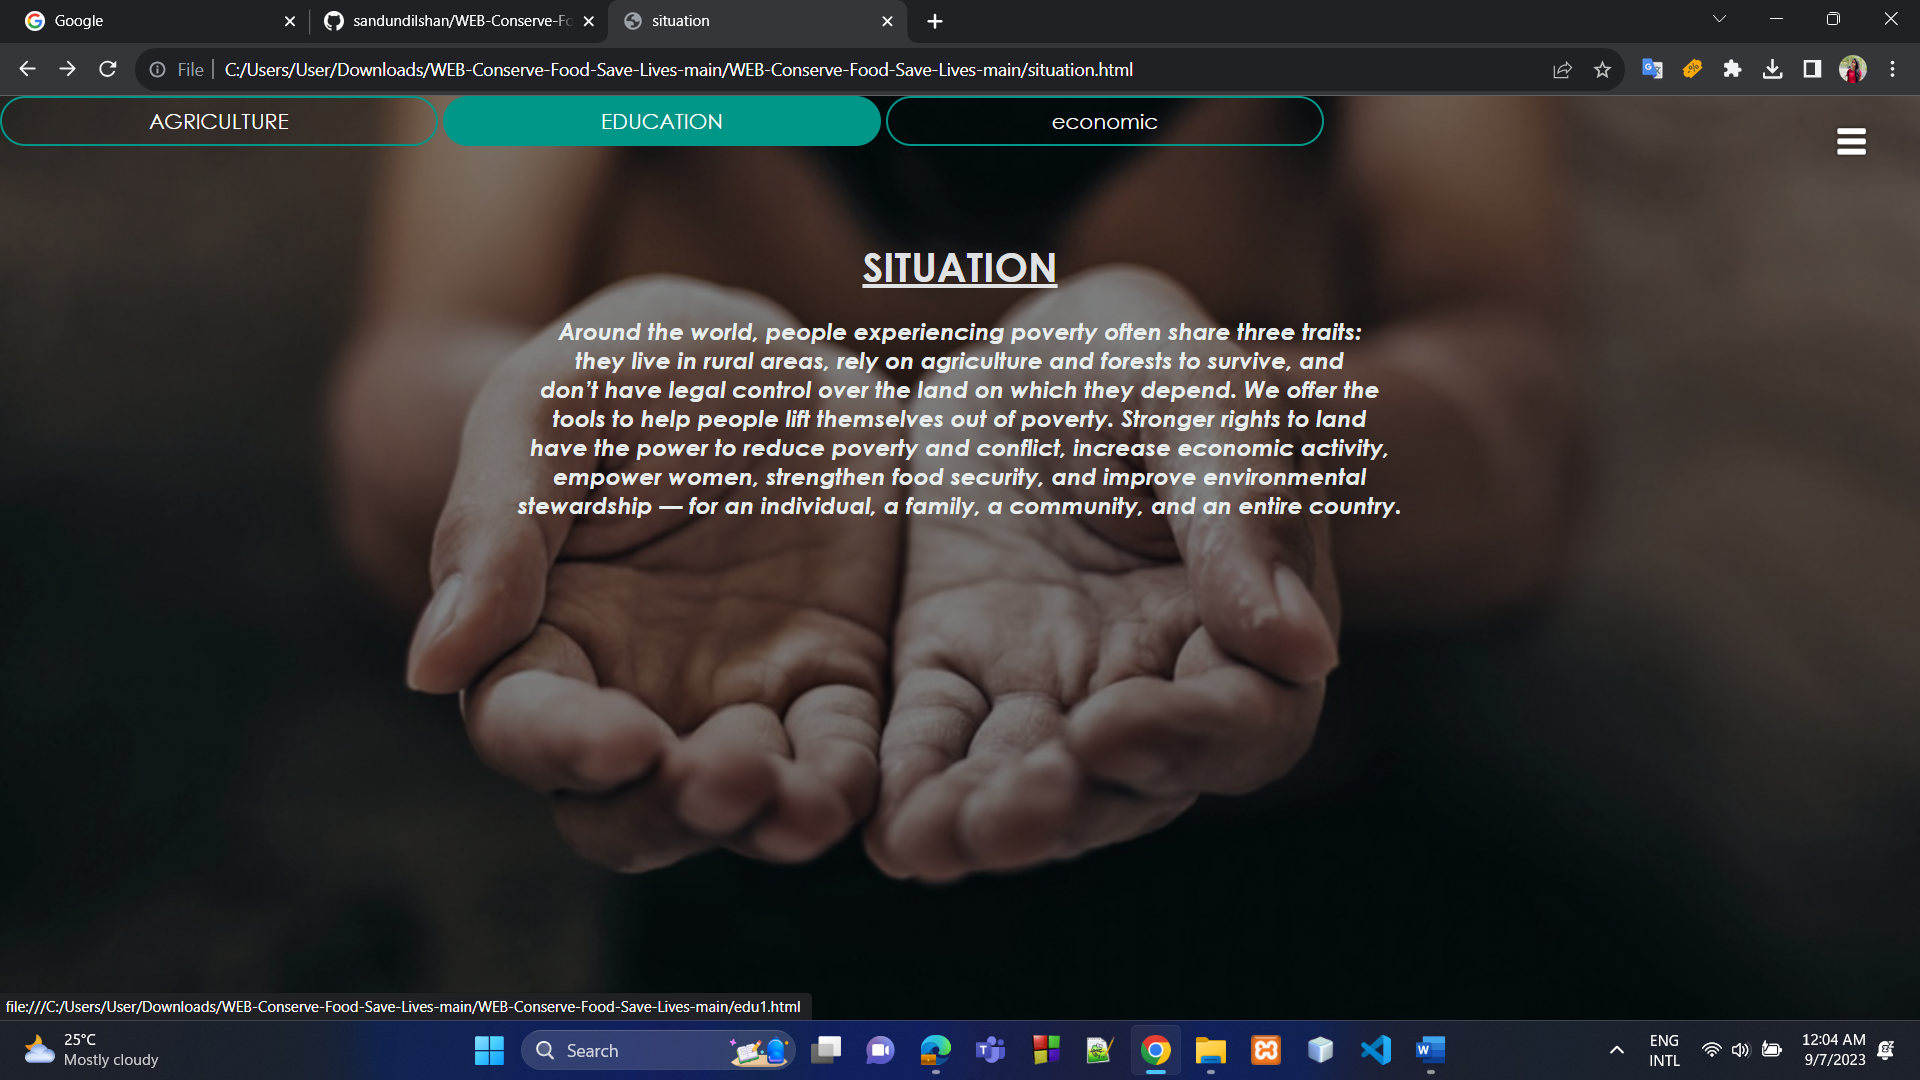 Google
sandundilshan/WEB-Conserve-Fo
situation
File
C:/Users/User/Downloads/WEB-Conserve-Food-Save-Lives-main/WEB-Conserve-Food-Save-Lives-main/situation.html
AGRICULTURE
EDUCATION
economic
SITUATION
Around the world, people experiencing poverty often share three traits:
they live in rural areas, rely on agriculture and forests to survive, and
don’t have legal control over the land on which they depend. We offer the
tools to help people lift themselves out of poverty. Stronger rights to land
have the power to reduce poverty and conflict, increase economic activity,
empower women, strengthen food security, and improve environmental
stewardship — for an individual, a family, a community, and an entire country.
file:///C:/Users/User/Downloads/WEB-Conserve-Food-Save-Lives-main/WEB-Conserve-Food-Save-Lives-main/edu1.html
25°C
Mostly cloudy
Search
ENG
INTL
12:04 AM
9/7/2023